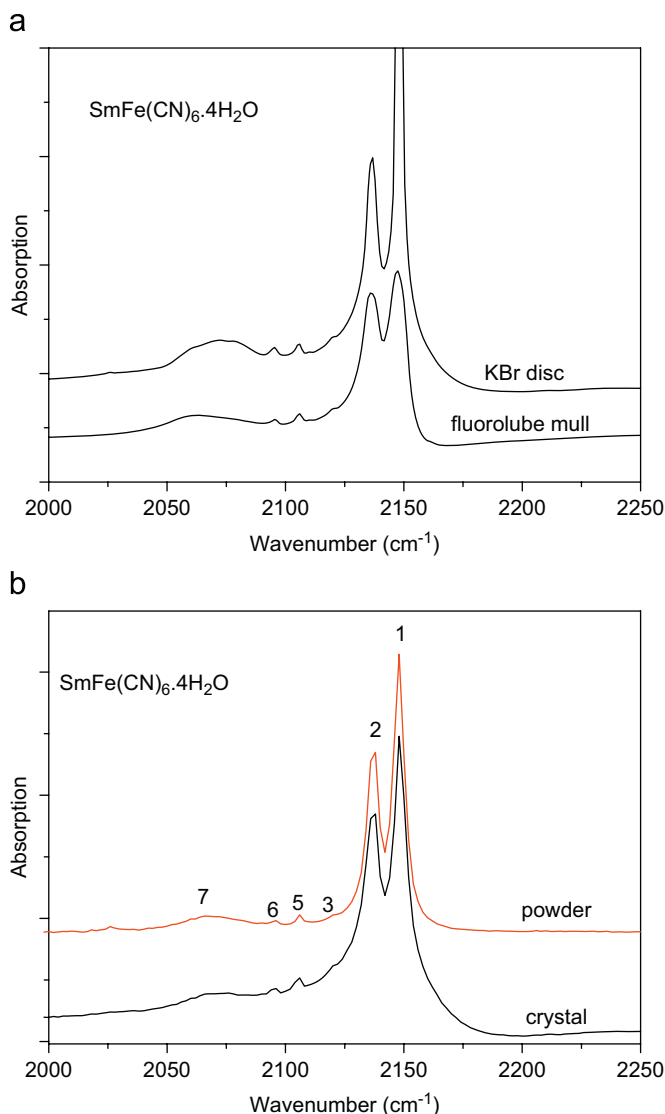 a
SmFe(CN)₆.4H₂O
Absorption
KBr disc
fluorolube mull
2000 2050 2100 2150 2200 2250
Wavenumber (cm⁻¹)
b
1
SmFe(CN)₆.4H₂O
2
Absorption
7 6 5 3
powder
crystal
2000 2050 2100 2150 2200 2250
Wavenumber (cm⁻¹)